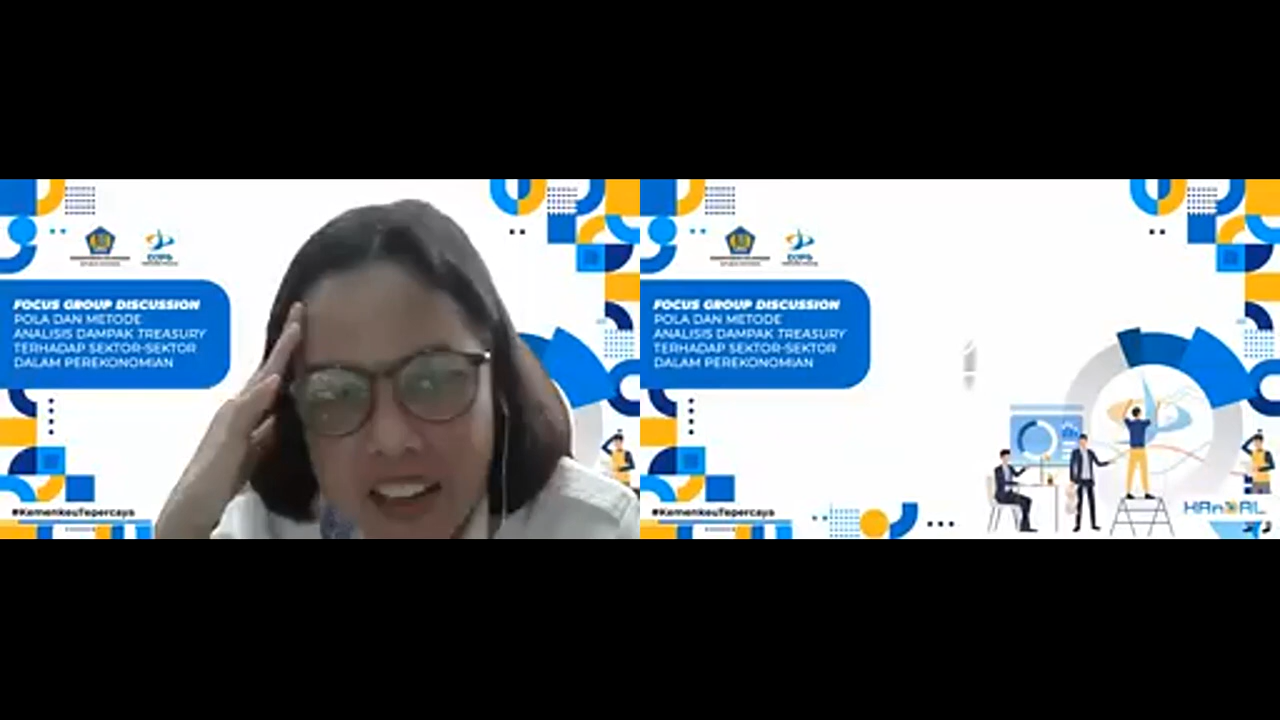 FOCUS GROUP DISCUSSION
POLA DAN METODE
ANALISIS DAMPAK TREASURY
TERHADAP SEKTOR-SEKTOR
DALAM PEREKONOMIAN
#KemenkeuTepercaya
FOCUS GROUP DISCUSSION
POLA DAN METODE
ANALISIS DAMPAK TREASURY
TERHADAP SEKTOR-SEKTOR
DALAM PEREKONOMIAN
#KemenkeuTepercaya